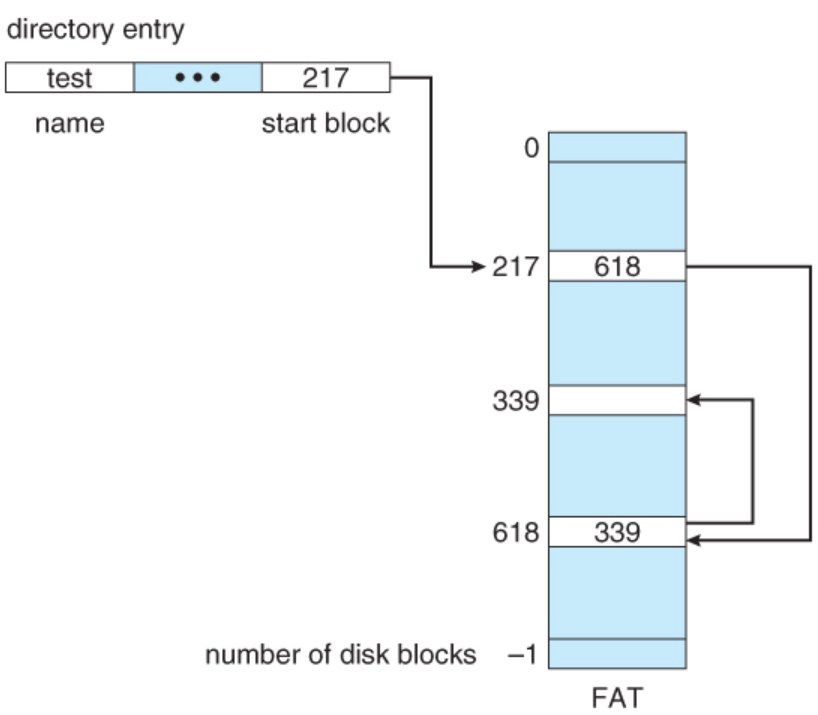 directory entry
test ••• 217
name start block
0
217 618
339
618 339
number of disk blocks –1
FAT